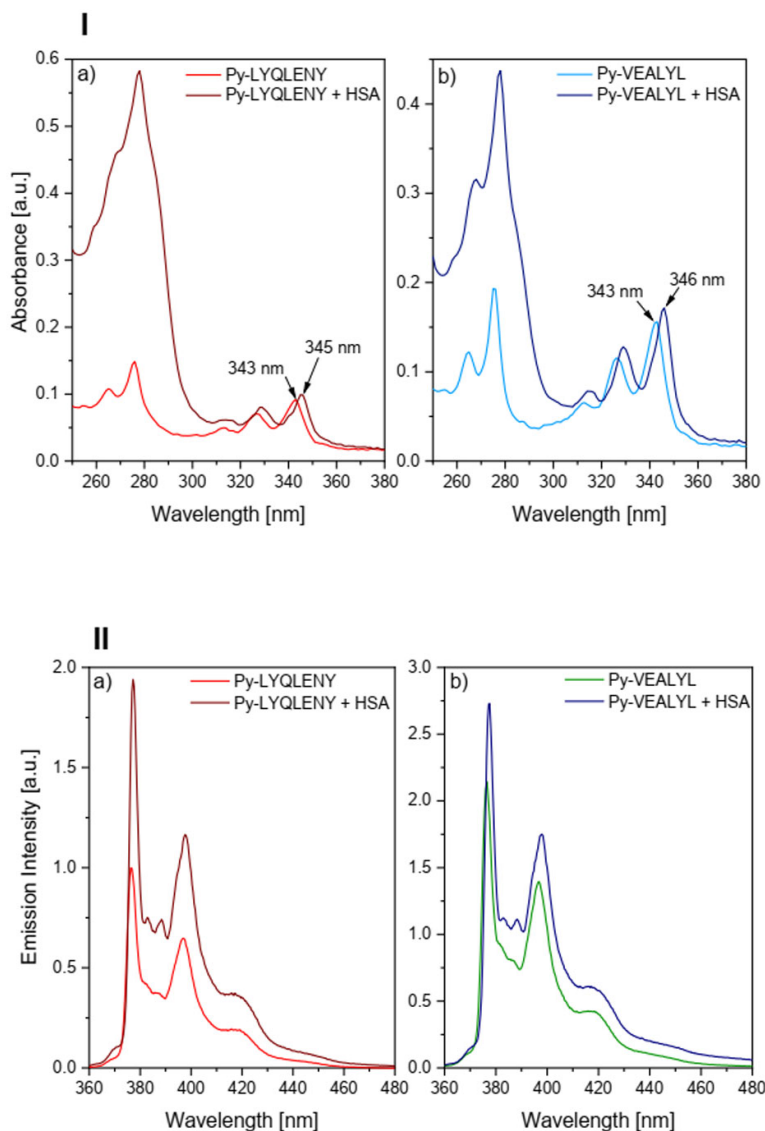 I
a)
Py-LYQLENY
Py-LYQLENY + HSA
343 nm
345 nm
0.6
0.5
0.4
0.3
0.2
0.1
0.0
Absorbance [a.u.]
260 280 300 320 340 360 380
Wavelength [nm]
b)
Py-VEALYL
Py-VEALYL + HSA
343 nm
346 nm
0.4
0.3
0.2
0.1
0.0
260 280 300 320 340 360 380
Wavelength [nm]
II
a)
Py-LYQLENY
Py-LYQLENY + HSA
2.0
1.5
1.0
0.5
0.0
Emission Intensity [a.u.]
360 380 400 420 440 460 480
Wavelength [nm]
b)
Py-VEALYL
Py-VEALYL + HSA
3.0
2.5
2.0
1.5
1.0
0.5
0.0
360 380 400 420 440 460 480
Wavelength [nm]